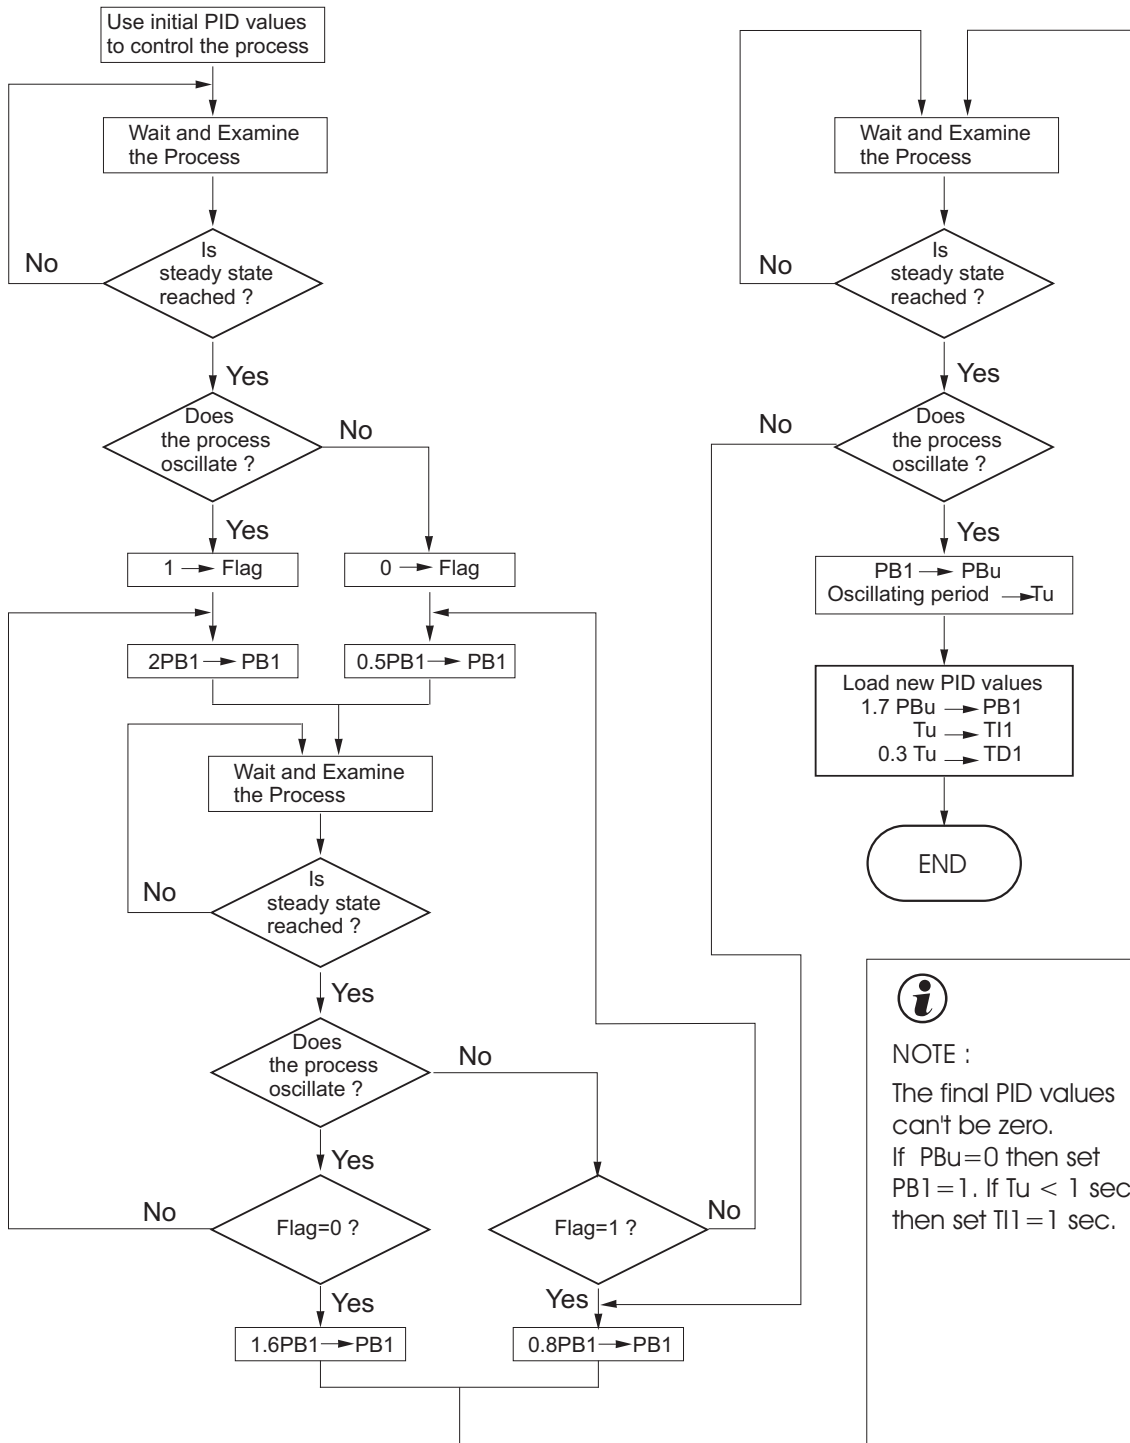 Use initial PID values
to control the process
Wait and Examine
the Process
Is
steady state
reached ?
No
Yes
Does
the process
oscillate ?
No
Yes
1 → Flag
0 → Flag
2PB1 → PB1
0.5PB1 → PB1
Wait and Examine
the Process
Is
steady state
reached ?
No
Yes
Does
the process
oscillate ?
No
Yes
Flag=0 ?
No
Yes
Flag=1 ?
No
Yes
1.6PB1 → PB1
0.8PB1 → PB1
Wait and Examine
the Process
Is
steady state
reached ?
No
Yes
Does
the process
oscillate ?
No
Yes
PB1 → PBu
Oscillating period → Tu
Load new PID values
1.7 PBu → PB1
Tu → TI1
0.3 Tu → TD1
END
i
NOTE :
The final PID values
can't be zero.
If PBu=0 then set
PB1=1. If Tu < 1 sec
then set TI1=1 sec.